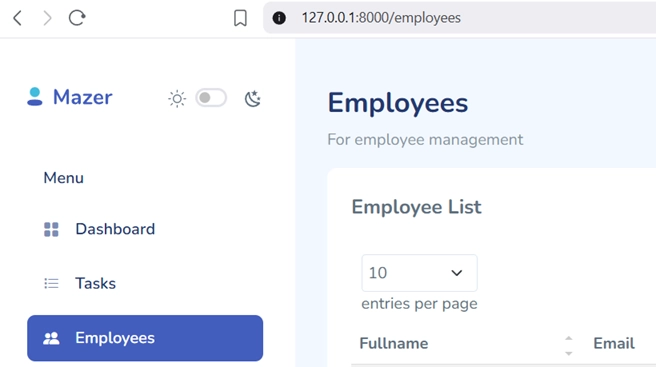 127.0.0.1:8000/employees
Mazer
Menu
Dashboard
Tasks
Employees
Employees
For employee management
Employee List
10
entries per page
Fullname Email